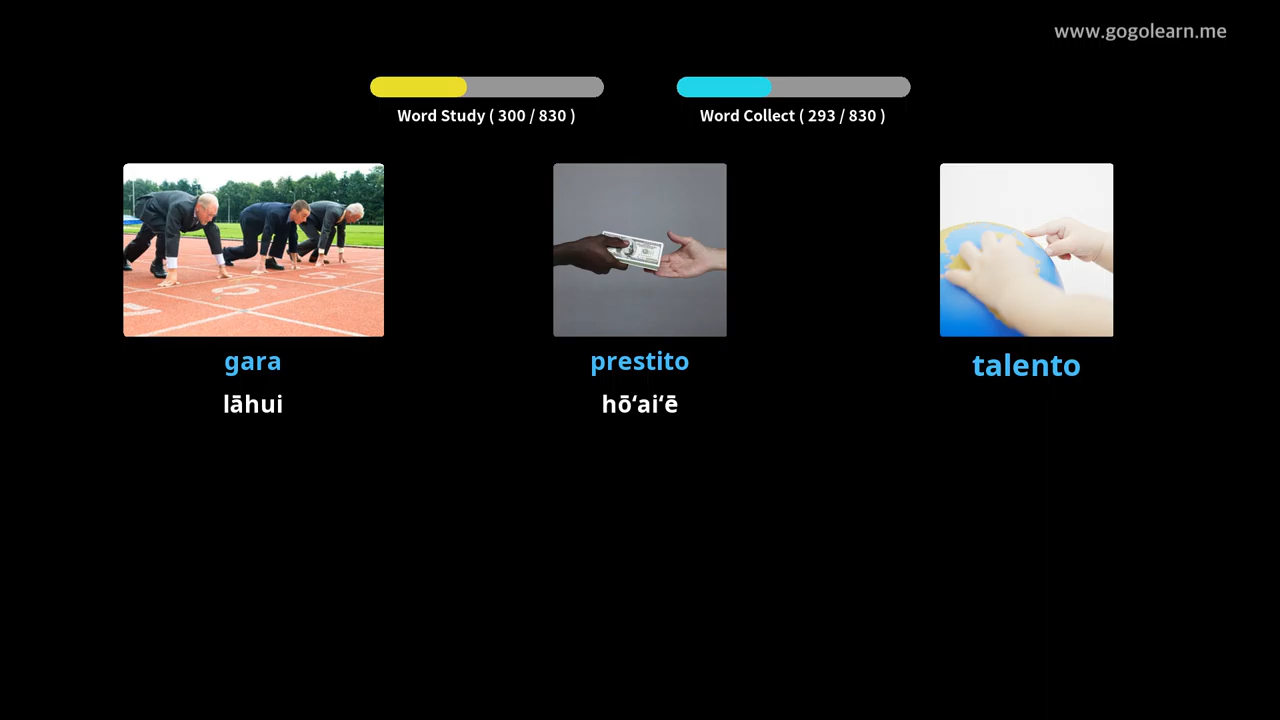 www.gogolearn.me
Word Study ( 300 / 830 )
Word Collect ( 293 / 830 )
gara
prestito
talento
lāhui
hōʻaiʻē